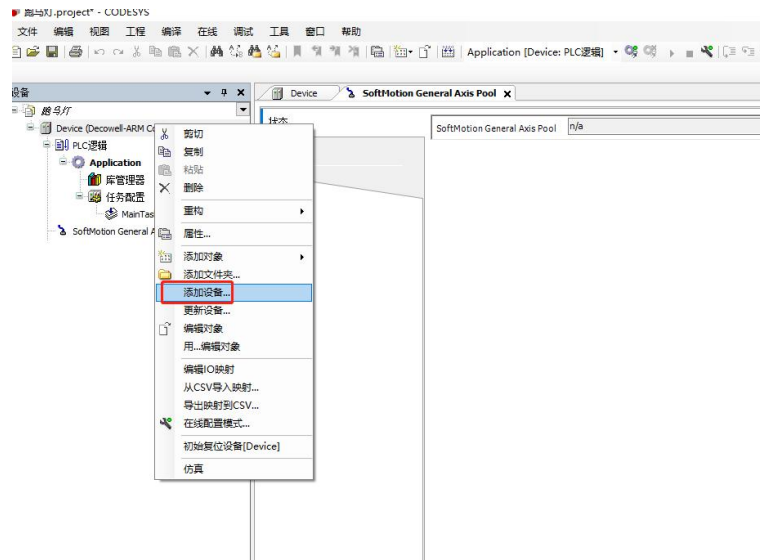 跑马灯.project* - CODESYS
文件 编辑 视图 工程 编译 在线 调试 工具 窗口 帮助
Application [Device: PLC逻辑]
设备
Device
SoftMotion General Axis Pool
跑马灯
状态
SoftMotion General Axis Pool
n/a
Device (Decowell-ARM Co
PLC逻辑
Application
库管理器
任务配置
MainTas
SoftMotion General A
剪切
复制
粘贴
删除
重构
属性...
添加对象
添加文件夹...
添加设备...
更新设备...
编辑对象
用...编辑对象
编辑IO映射
从CSV导入映射...
导出映射到CSV...
在线配置模式...
初始复位设备[Device]
仿真